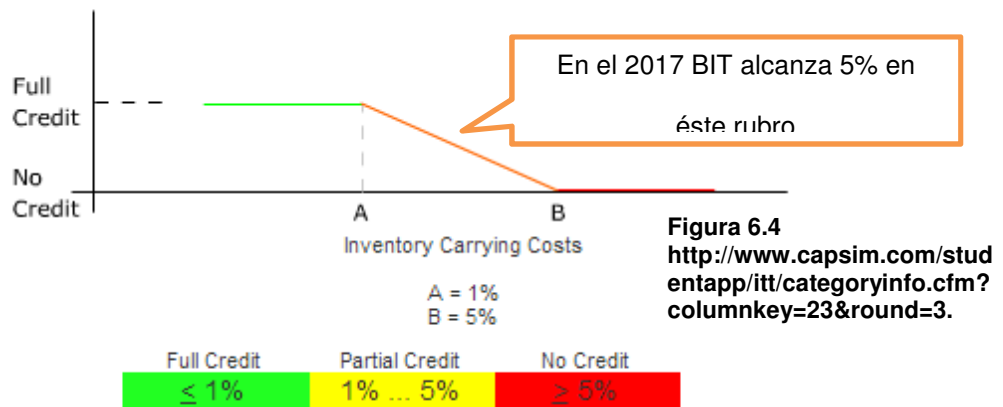 En el 2017 BIT alcanza 5% en
éste rubro
Full
Credit
No
Credit
A
B
Inventory Carrying Costs
A = 1%
B = 5%
Figura 6.4
http://www.capsim.com/stud
entapp/itt/categoryinfo.cfm?
columnkey=23&round=3.
Full Credit Partial Credit No Credit
≤ 1% 1% ... 5% ≥ 5%